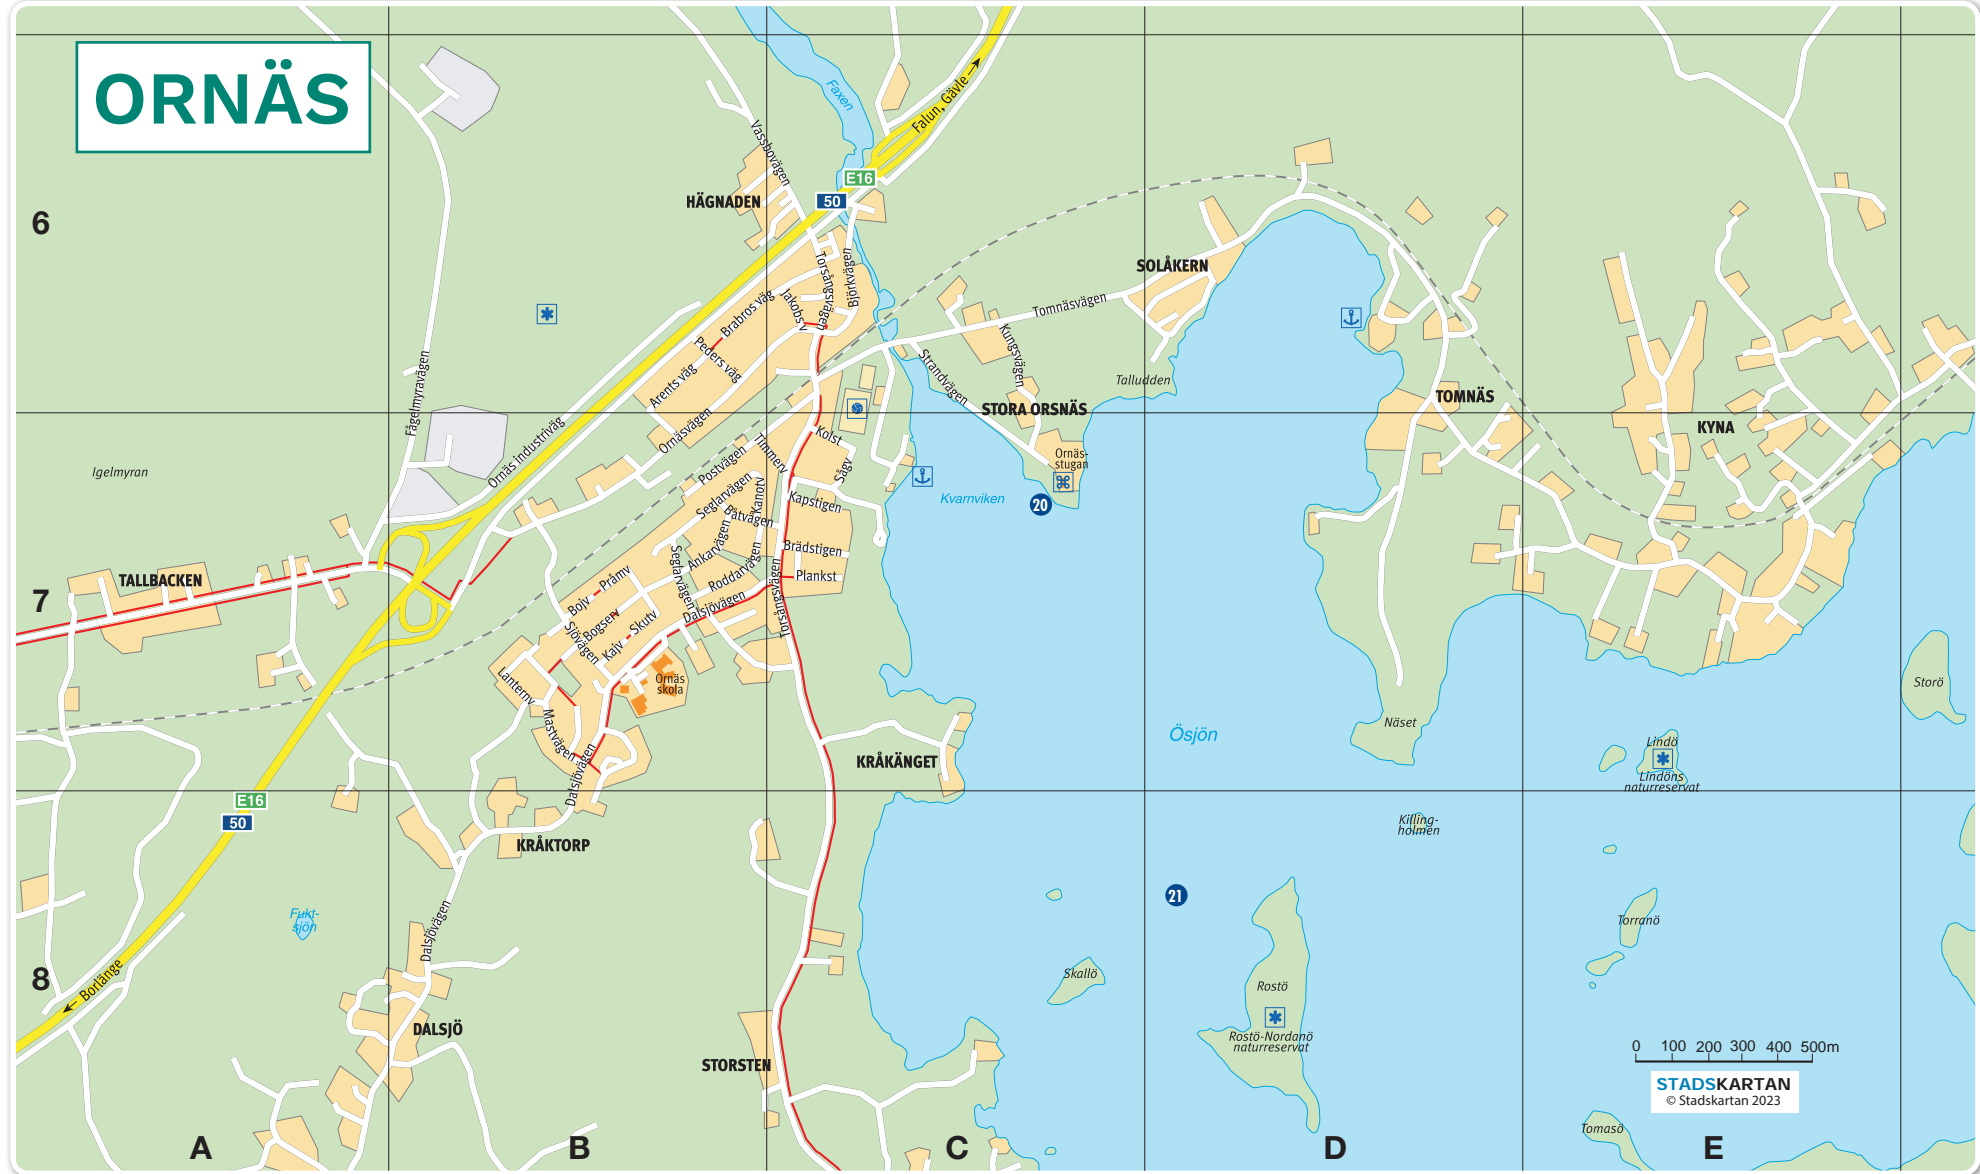 ORNÄS
Faxen
Falun, Gävle
Vassbovägen
E16
50
HÄGNADEN
6
SOLÅKERN
Torsångsvägen
Björkvägen
Jakobsv
Brabros väg
Peders väg
Arents väg
Ornäsvägen
Tomnäsvägen
Kungsvägen
Strandvägen
Talludden
STORA ORSNÄS
TOMNÄS
KYNA
Fågelmyravägen
Ornäs industriväg
Igelmyran
Ornäs-
stugan
Kvarnviken
20
Kolst
Timmerv
Sågv
Postvägen
Seglarvägen
Kanotv
Båtvägen
Kapstigen
Ankarvägen
Brädstigen
Seglarvägen
Roddarvägen
Plankst
Torsångsvägen
Dalsjövägen
Pråmv
Bojv
Bogserv
Skutv
Kajv
Sjövägen
TALLBACKEN
7
Lanternv
Mastvägen
Ornäs
skola
Dalsjövägen
KRÅKÄNGET
Ösjön
Näset
Storö
Lindö
Lindöns
naturreservat
E16
50
KRÅKTORP
Killing-
holmen
21
Fukt-
sjön
Dalsjövägen
Torranö
Borlänge
8
Skallö
Rostö
Rostö-Nordanö
naturreservat
DALSJÖ
STORSTEN
0 100 200 300 400 500m
STADSKARTAN
© Stadskartan 2023
Tomasö
A B C D E